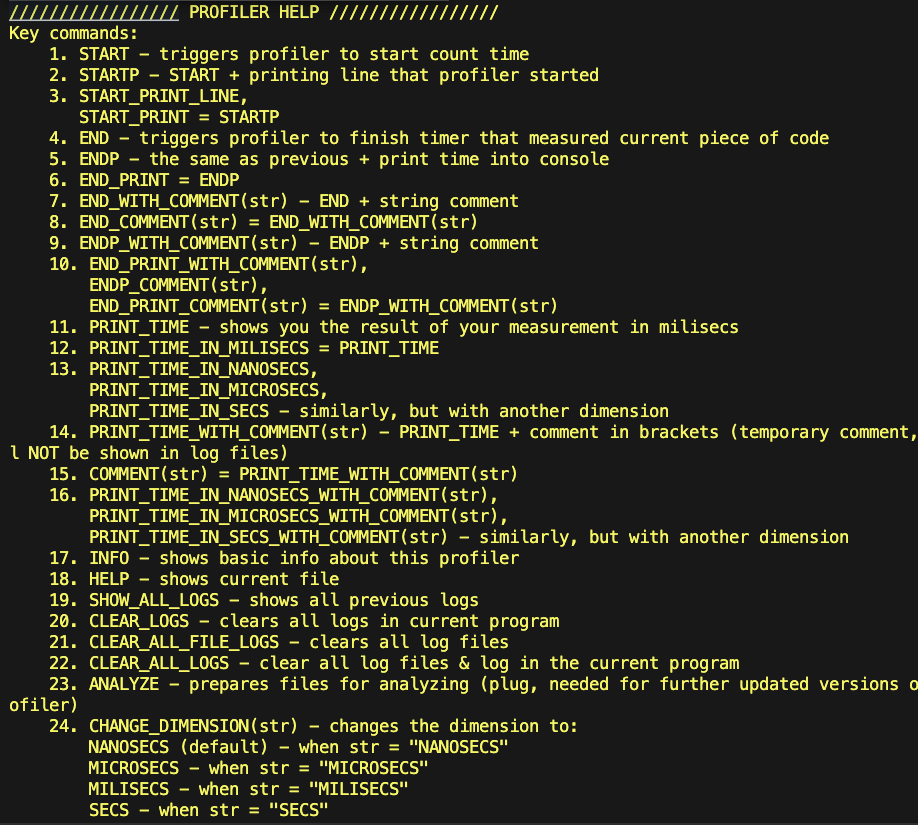 ///////////////// PROFILER HELP /////////////////
Key commands:
1. START – triggers profiler to start count time
2. STARTP – START + printing line that profiler started
3. START_PRINT_LINE,
START_PRINT = STARTP
4. END – triggers profiler to finish timer that measured current piece of code
5. ENDP – the same as previous + print time into console
6. END_PRINT = ENDP
7. END_WITH_COMMENT(str) – END + string comment
8. END_COMMENT(str) = END_WITH_COMMENT(str)
9. ENDP_WITH_COMMENT(str) – ENDP + string comment
10. END_PRINT_WITH_COMMENT(str),
ENDP_COMMENT(str),
END_PRINT_COMMENT(str) = ENDP_WITH_COMMENT(str)
11. PRINT_TIME – shows you the result of your measurement in milisecs
12. PRINT_TIME_IN_MILISECS = PRINT_TIME
13. PRINT_TIME_IN_NANOSECS,
PRINT_TIME_IN_MICROSECS,
PRINT_TIME_IN_SECS – similarly, but with another dimension
14. PRINT_TIME_WITH_COMMENT(str) – PRINT_TIME + comment in brackets (temporary comment,
l NOT be shown in log files)
15. COMMENT(str) = PRINT_TIME_WITH_COMMENT(str)
16. PRINT_TIME_IN_NANOSECS_WITH_COMMENT(str),
PRINT_TIME_IN_MICROSECS_WITH_COMMENT(str),
PRINT_TIME_IN_SECS_WITH_COMMENT(str) – similarly, but with another dimension
17. INFO – shows basic info about this profiler
18. HELP – shows current file
19. SHOW_ALL_LOGS – shows all previous logs
20. CLEAR_LOGS – clears all logs in current program
21. CLEAR_ALL_FILE_LOGS – clears all log files
22. CLEAR_ALL_LOGS – clear all log files & log in the current program
23. ANALYZE – prepares files for analyzing (plug, needed for further updated versions o
ofiler)
24. CHANGE_DIMENSION(str) – changes the dimension to:
NANOSECS (default) – when str = "NANOSECS"
MICROSECS – when str = "MICROSECS"
MILISECS – when str = "MILISECS"
SECS – when str = "SECS"